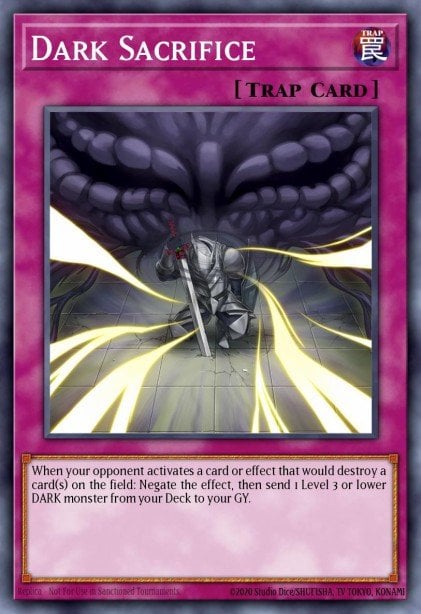 DARK SACRIFICE
TRAP
罠
[TRAP CARD]
When your opponent activates a card or effect that would destroy a
card(s) on the field: Negate the effect, then send 1 Level 3 or lower
DARK monster from your Deck to your GY.
Replica - Not For Use in Sanctioned Tournaments
©2020 Studio Dice/SHUEISHA, TV TOKYO, KONAMI